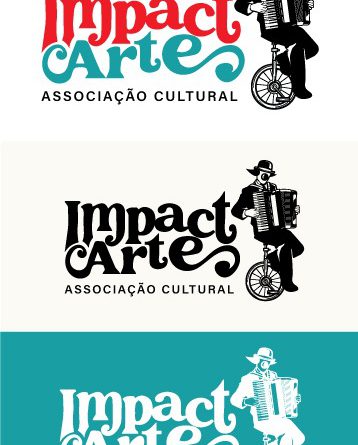 Impact
Arte
ASSOCIAÇÃO CULTURAL
Impact
Arte
ASSOCIAÇÃO CULTURAL
Impact
Arte